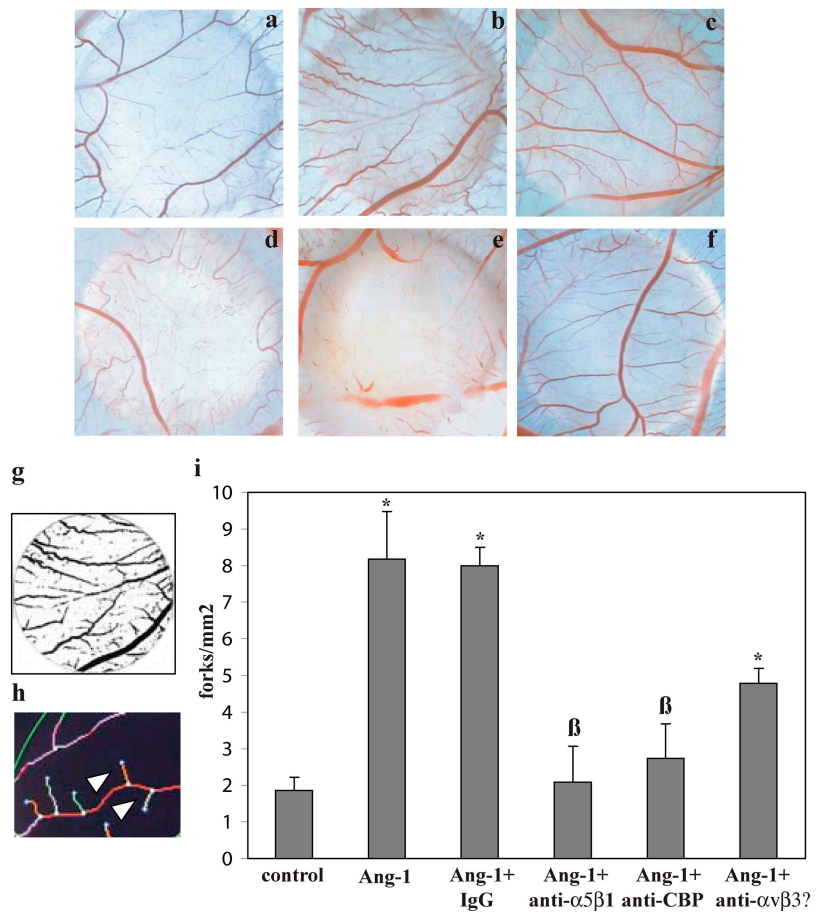 a
b
c
d
e
f
g
i
10
9
8
7
6
5
4
3
2
1
0
forks/mm2
*
*
ß
ß
*
h
control
Ang-1
Ang-1+
IgG
Ang-1+
anti-α5β1
Ang-1+
anti-CBP
Ang-1+
anti-αvβ3?